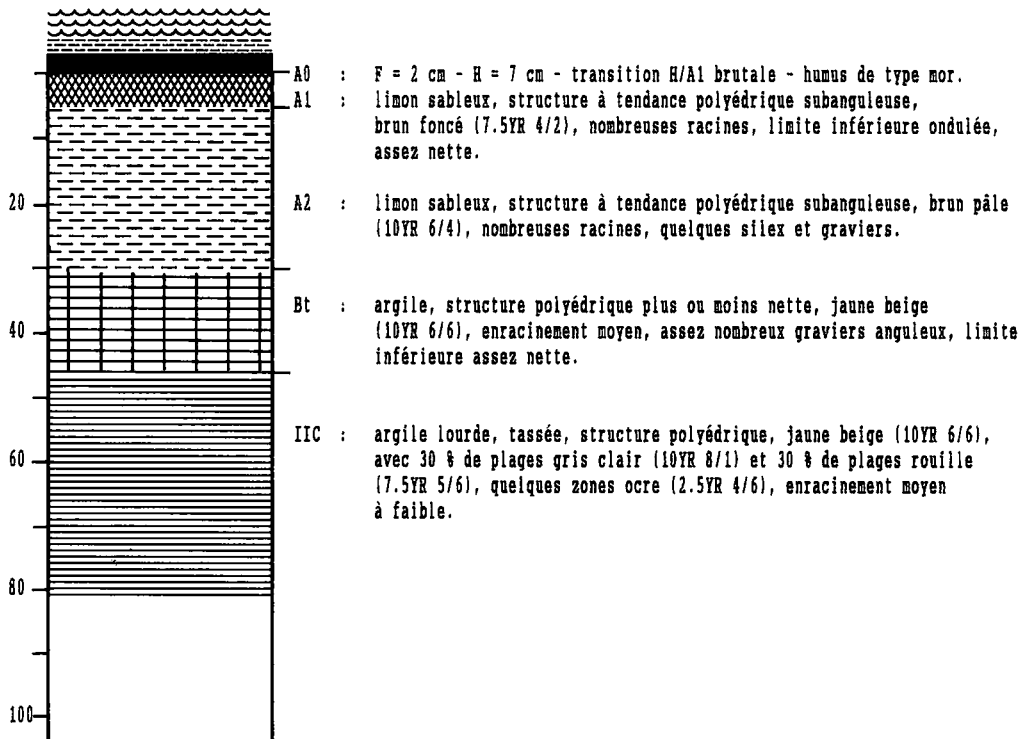 A0 : F = 2 cm - H = 7 cm - transition H/A1 brutale - humus de type mor.
A1 : limon sableux, structure à tendance polyédrique subanguleuse,
brun foncé (7.5YR 4/2), nombreuses racines, limite inférieure ondulée,
assez nette.
20
A2 : limon sableux, structure à tendance polyédrique subanguleuse, brun pâle
(10YR 6/4), nombreuses racines, quelques silex et graviers.
Bt : argile, structure polyédrique plus ou moins nette, jaune beige
40
(10YR 6/6), enracinement moyen, assez nombreux graviers anguleux, limite
inférieure assez nette.
IIC : argile lourde, tassée, structure polyédrique, jaune beige (10YR 6/6),
60
avec 30 % de plages gris clair (10YR 8/1) et 30 % de plages rouille
(7.5YR 5/6), quelques zones ocre (2.5YR 4/6), enracinement moyen
à faible.
80
100